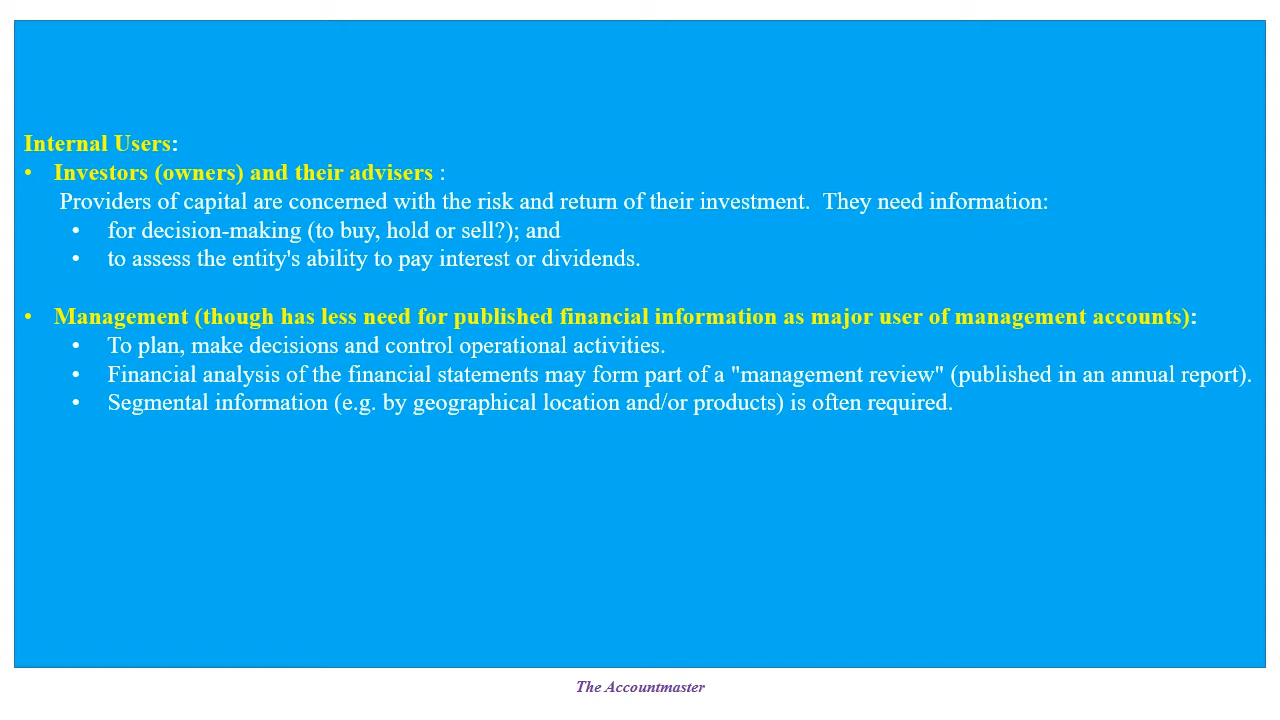 Internal Users:
• Investors (owners) and their advisers :
Providers of capital are concerned with the risk and return of their investment.  They need information:
• for decision-making (to buy, hold or sell?); and
• to assess the entity's ability to pay interest or dividends.
• Management (though has less need for published financial information as major user of management accounts):
• To plan, make decisions and control operational activities.
• Financial analysis of the financial statements may form part of a "management review" (published in an annual report).
• Segmental information (e.g. by geographical location and/or products) is often required.
The Accountmaster